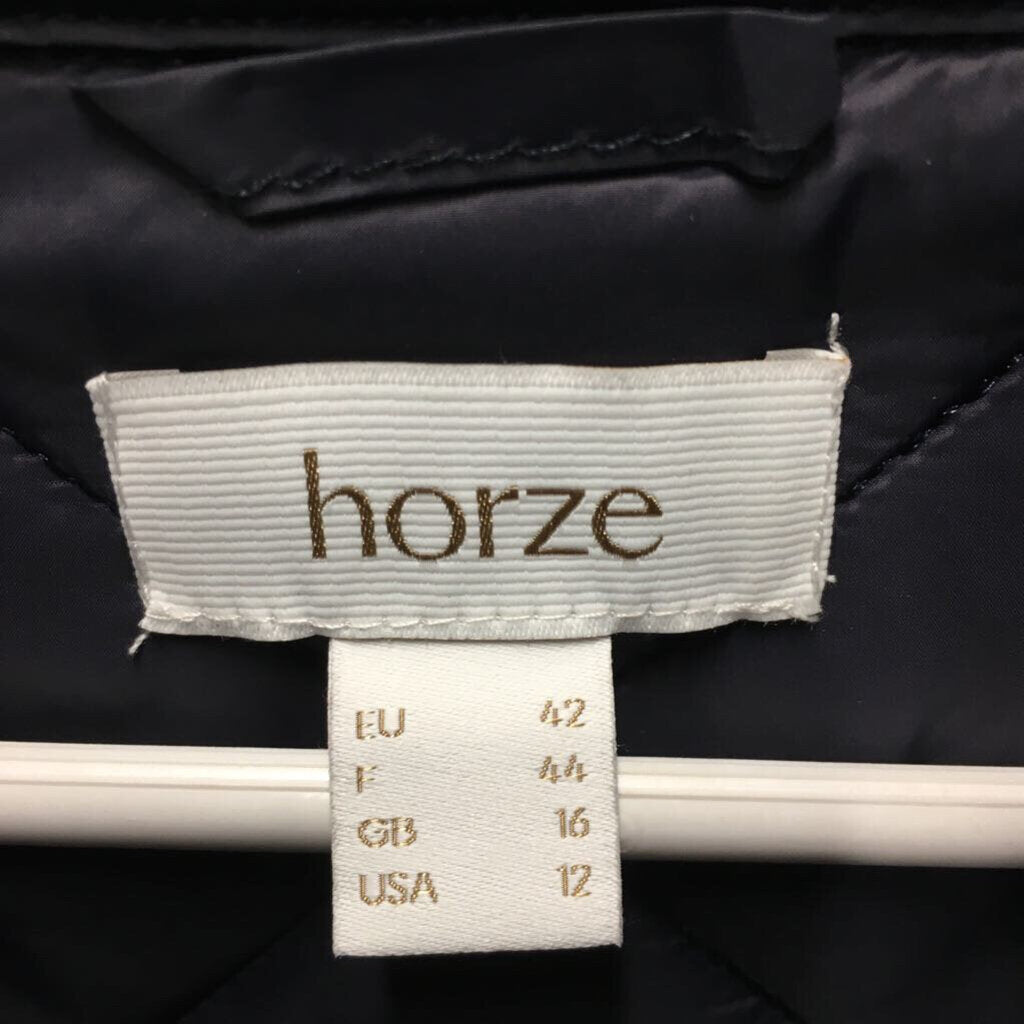 horze
EU 42
F 44
GB 16
USA 12